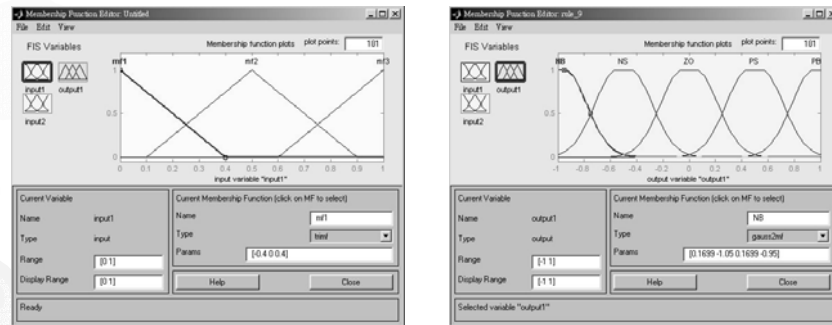 Membership Function Editor: Untitled
File Edit View
FIS Variables
Membership function plots plot points: 181
input1 output1
input2
mf1 mf2 mf3
1
0.5
0
0 0.1 0.2 0.3 0.4 0.5 0.6 0.7 0.8 0.9 1
input variable "input1"
Current Variable
Name input1
Type input
Range [0 1]
Display Range [0 1]
Current Membership Function (click on MF to select)
Name mf1
Type trimf
Params [-0.4 0 0.4]
Help Close
Ready
Membership Function Editor: rule_9
File Edit View
FIS Variables
Membership function plots plot points: 181
input1 output1
input2
NB NS ZO PS PB
1
0.5
0
-1 -0.8 -0.6 -0.4 -0.2 0 0.2 0.4 0.6 0.8 1
output variable "output1"
Current Variable
Name output1
Type output
Range [-1 1]
Display Range [-1 1]
Current Membership Function (click on MF to select)
Name NB
Type gauss2mf
Params [0.1699 -1.05 0.1699 -0.95]
Help Close
Selected variable "output1"